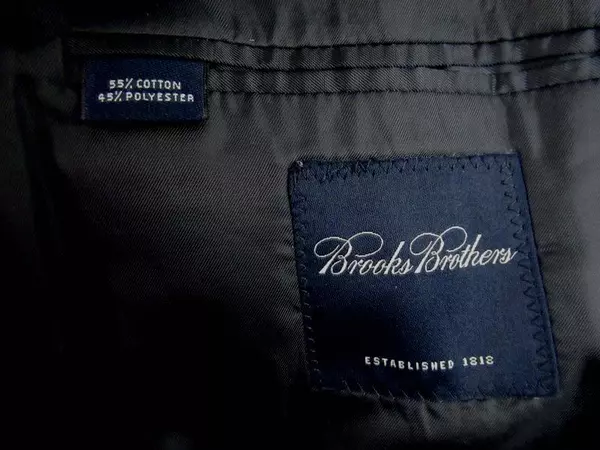 55% COTTON
45% POLYESTER
Brooks Brothers
ESTABLISHED 1818